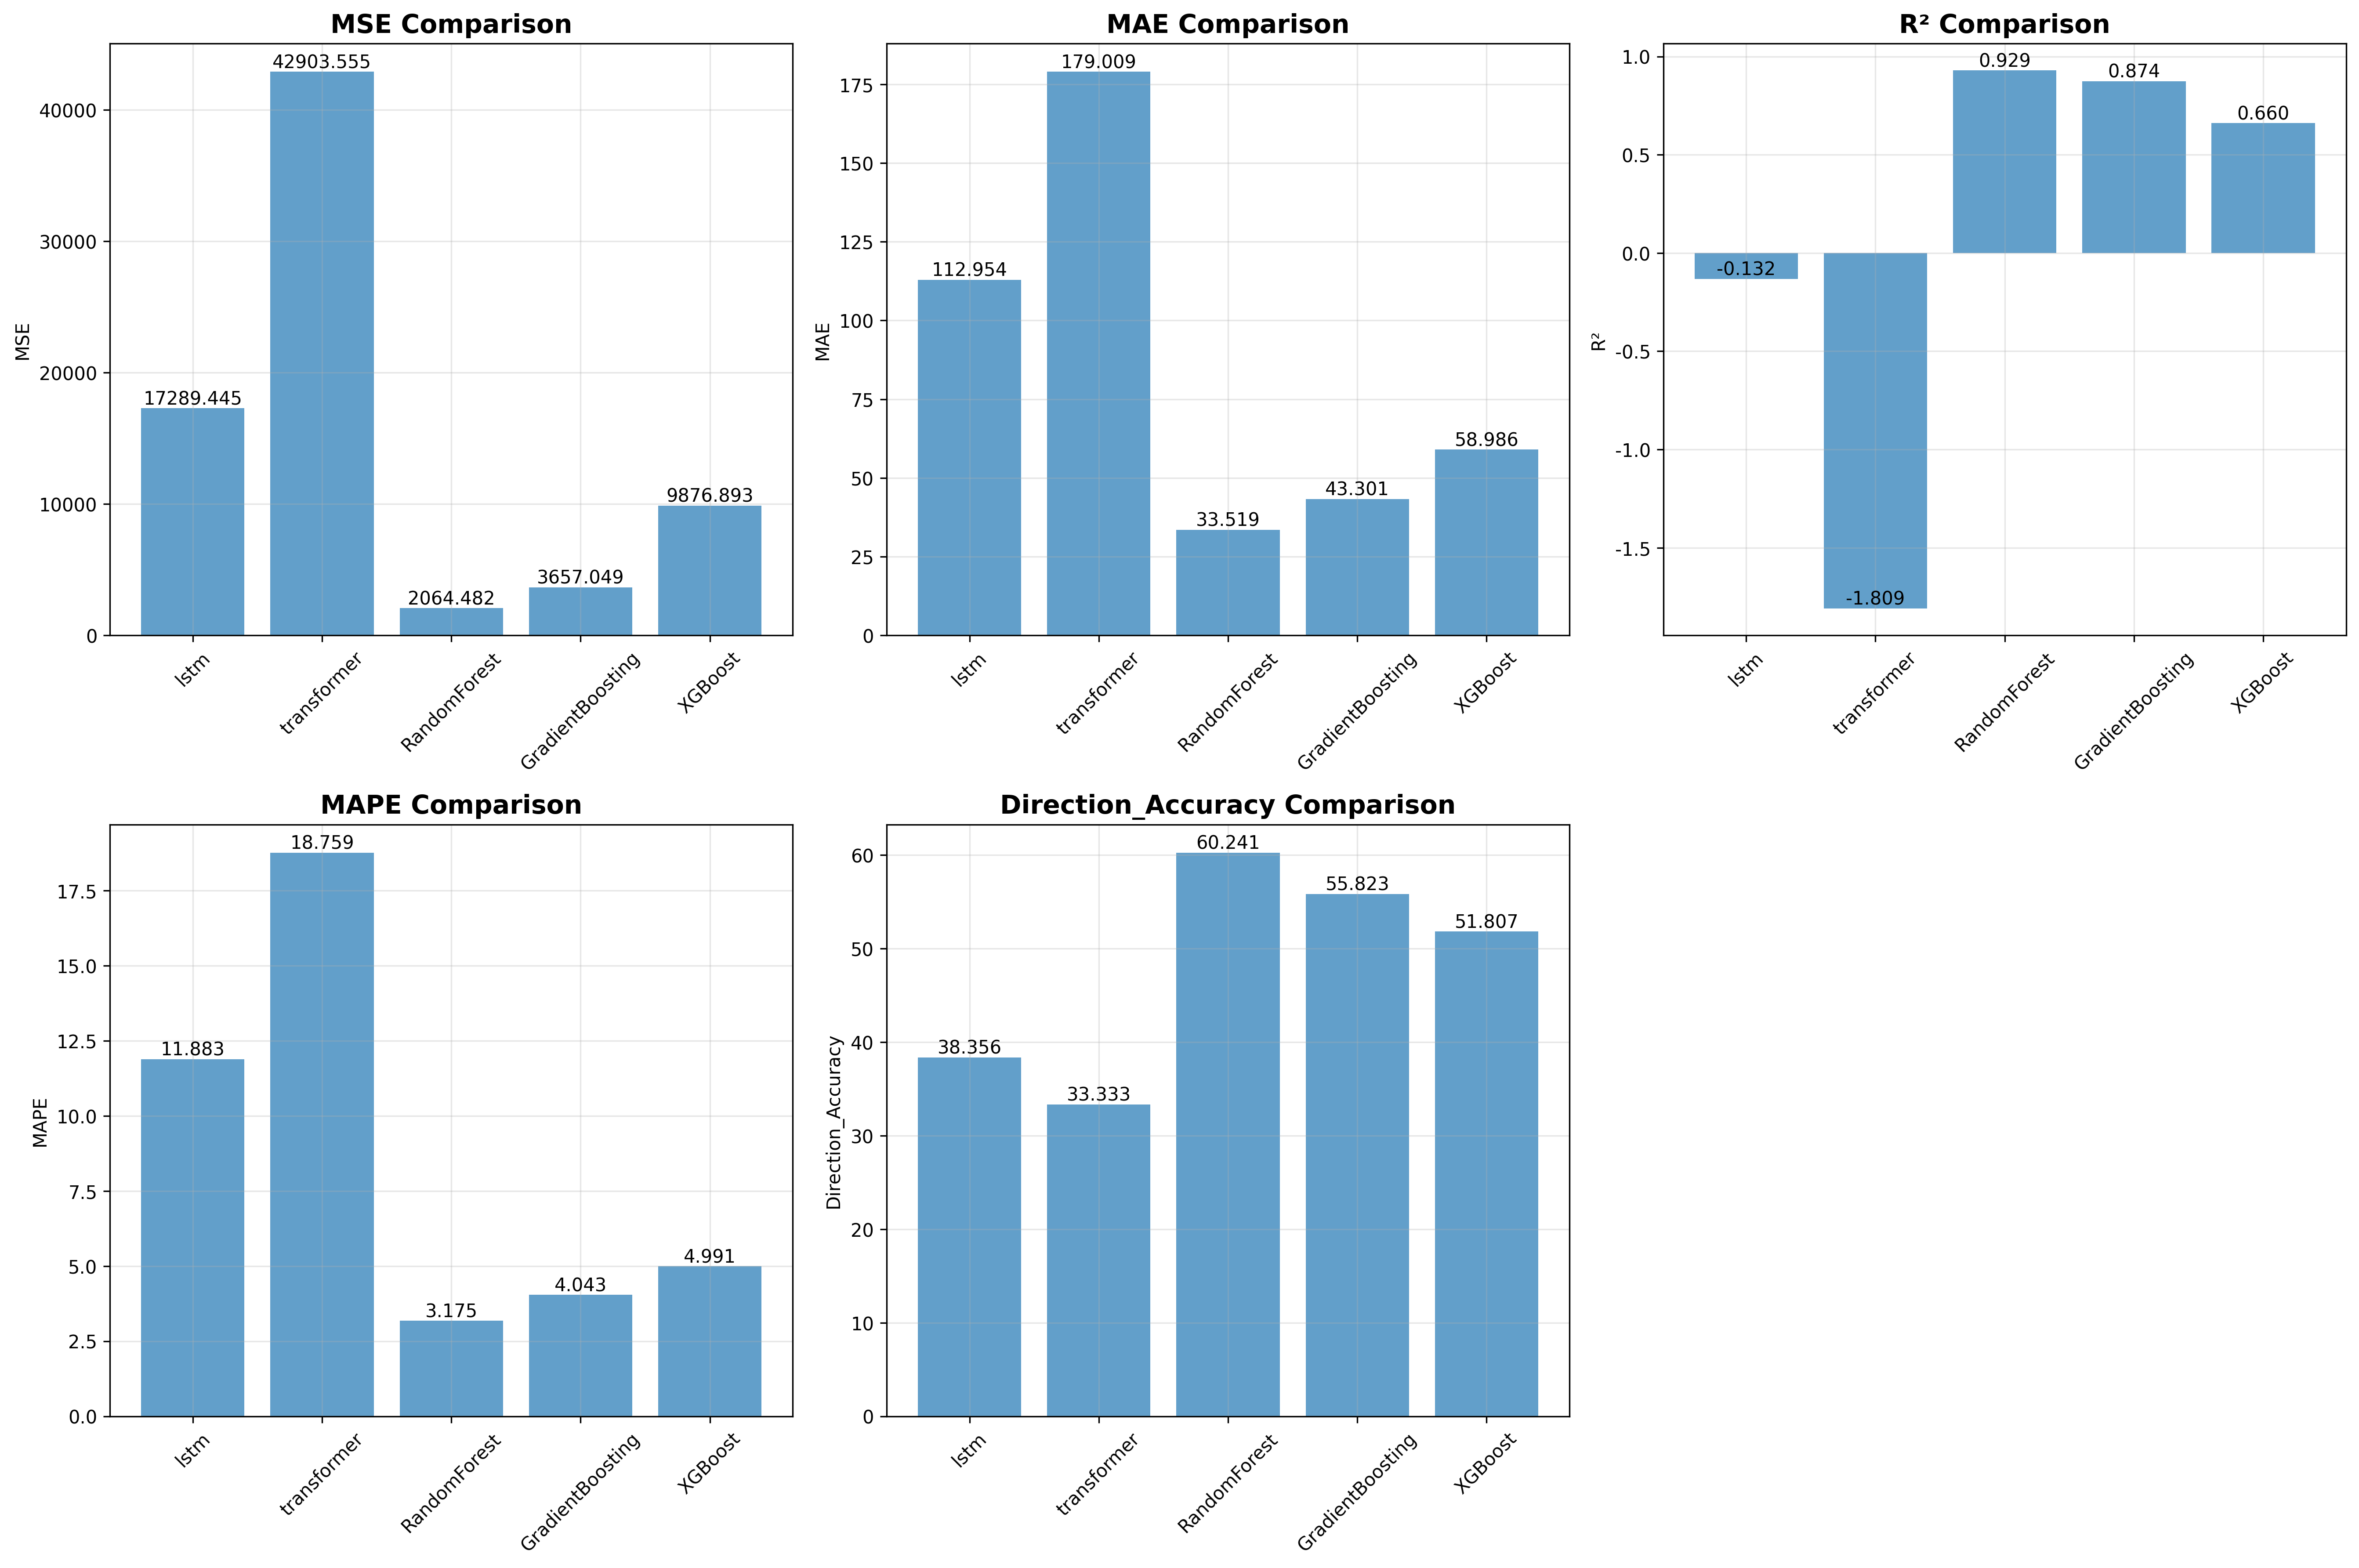 MSE Comparison
MSE
40000
30000
20000
10000
0
17289.445
42903.555
2064.482
3657.049
9876.893
lstm
transformer
RandomForest
GradientBoosting
XGBoost
MAE Comparison
MAE
175
150
125
100
75
50
25
0
112.954
179.009
33.519
43.301
58.986
lstm
transformer
RandomForest
GradientBoosting
XGBoost
R² Comparison
R²
1.0
0.5
0.0
-0.5
-1.0
-1.5
-0.132
-1.809
0.929
0.874
0.660
lstm
transformer
RandomForest
GradientBoosting
XGBoost
MAPE Comparison
MAPE
17.5
15.0
12.5
10.0
7.5
5.0
2.5
0.0
11.883
18.759
3.175
4.043
4.991
lstm
transformer
RandomForest
GradientBoosting
XGBoost
Direction_Accuracy Comparison
Direction_Accuracy
60
50
40
30
20
10
0
38.356
33.333
60.241
55.823
51.807
lstm
transformer
RandomForest
GradientBoosting
XGBoost